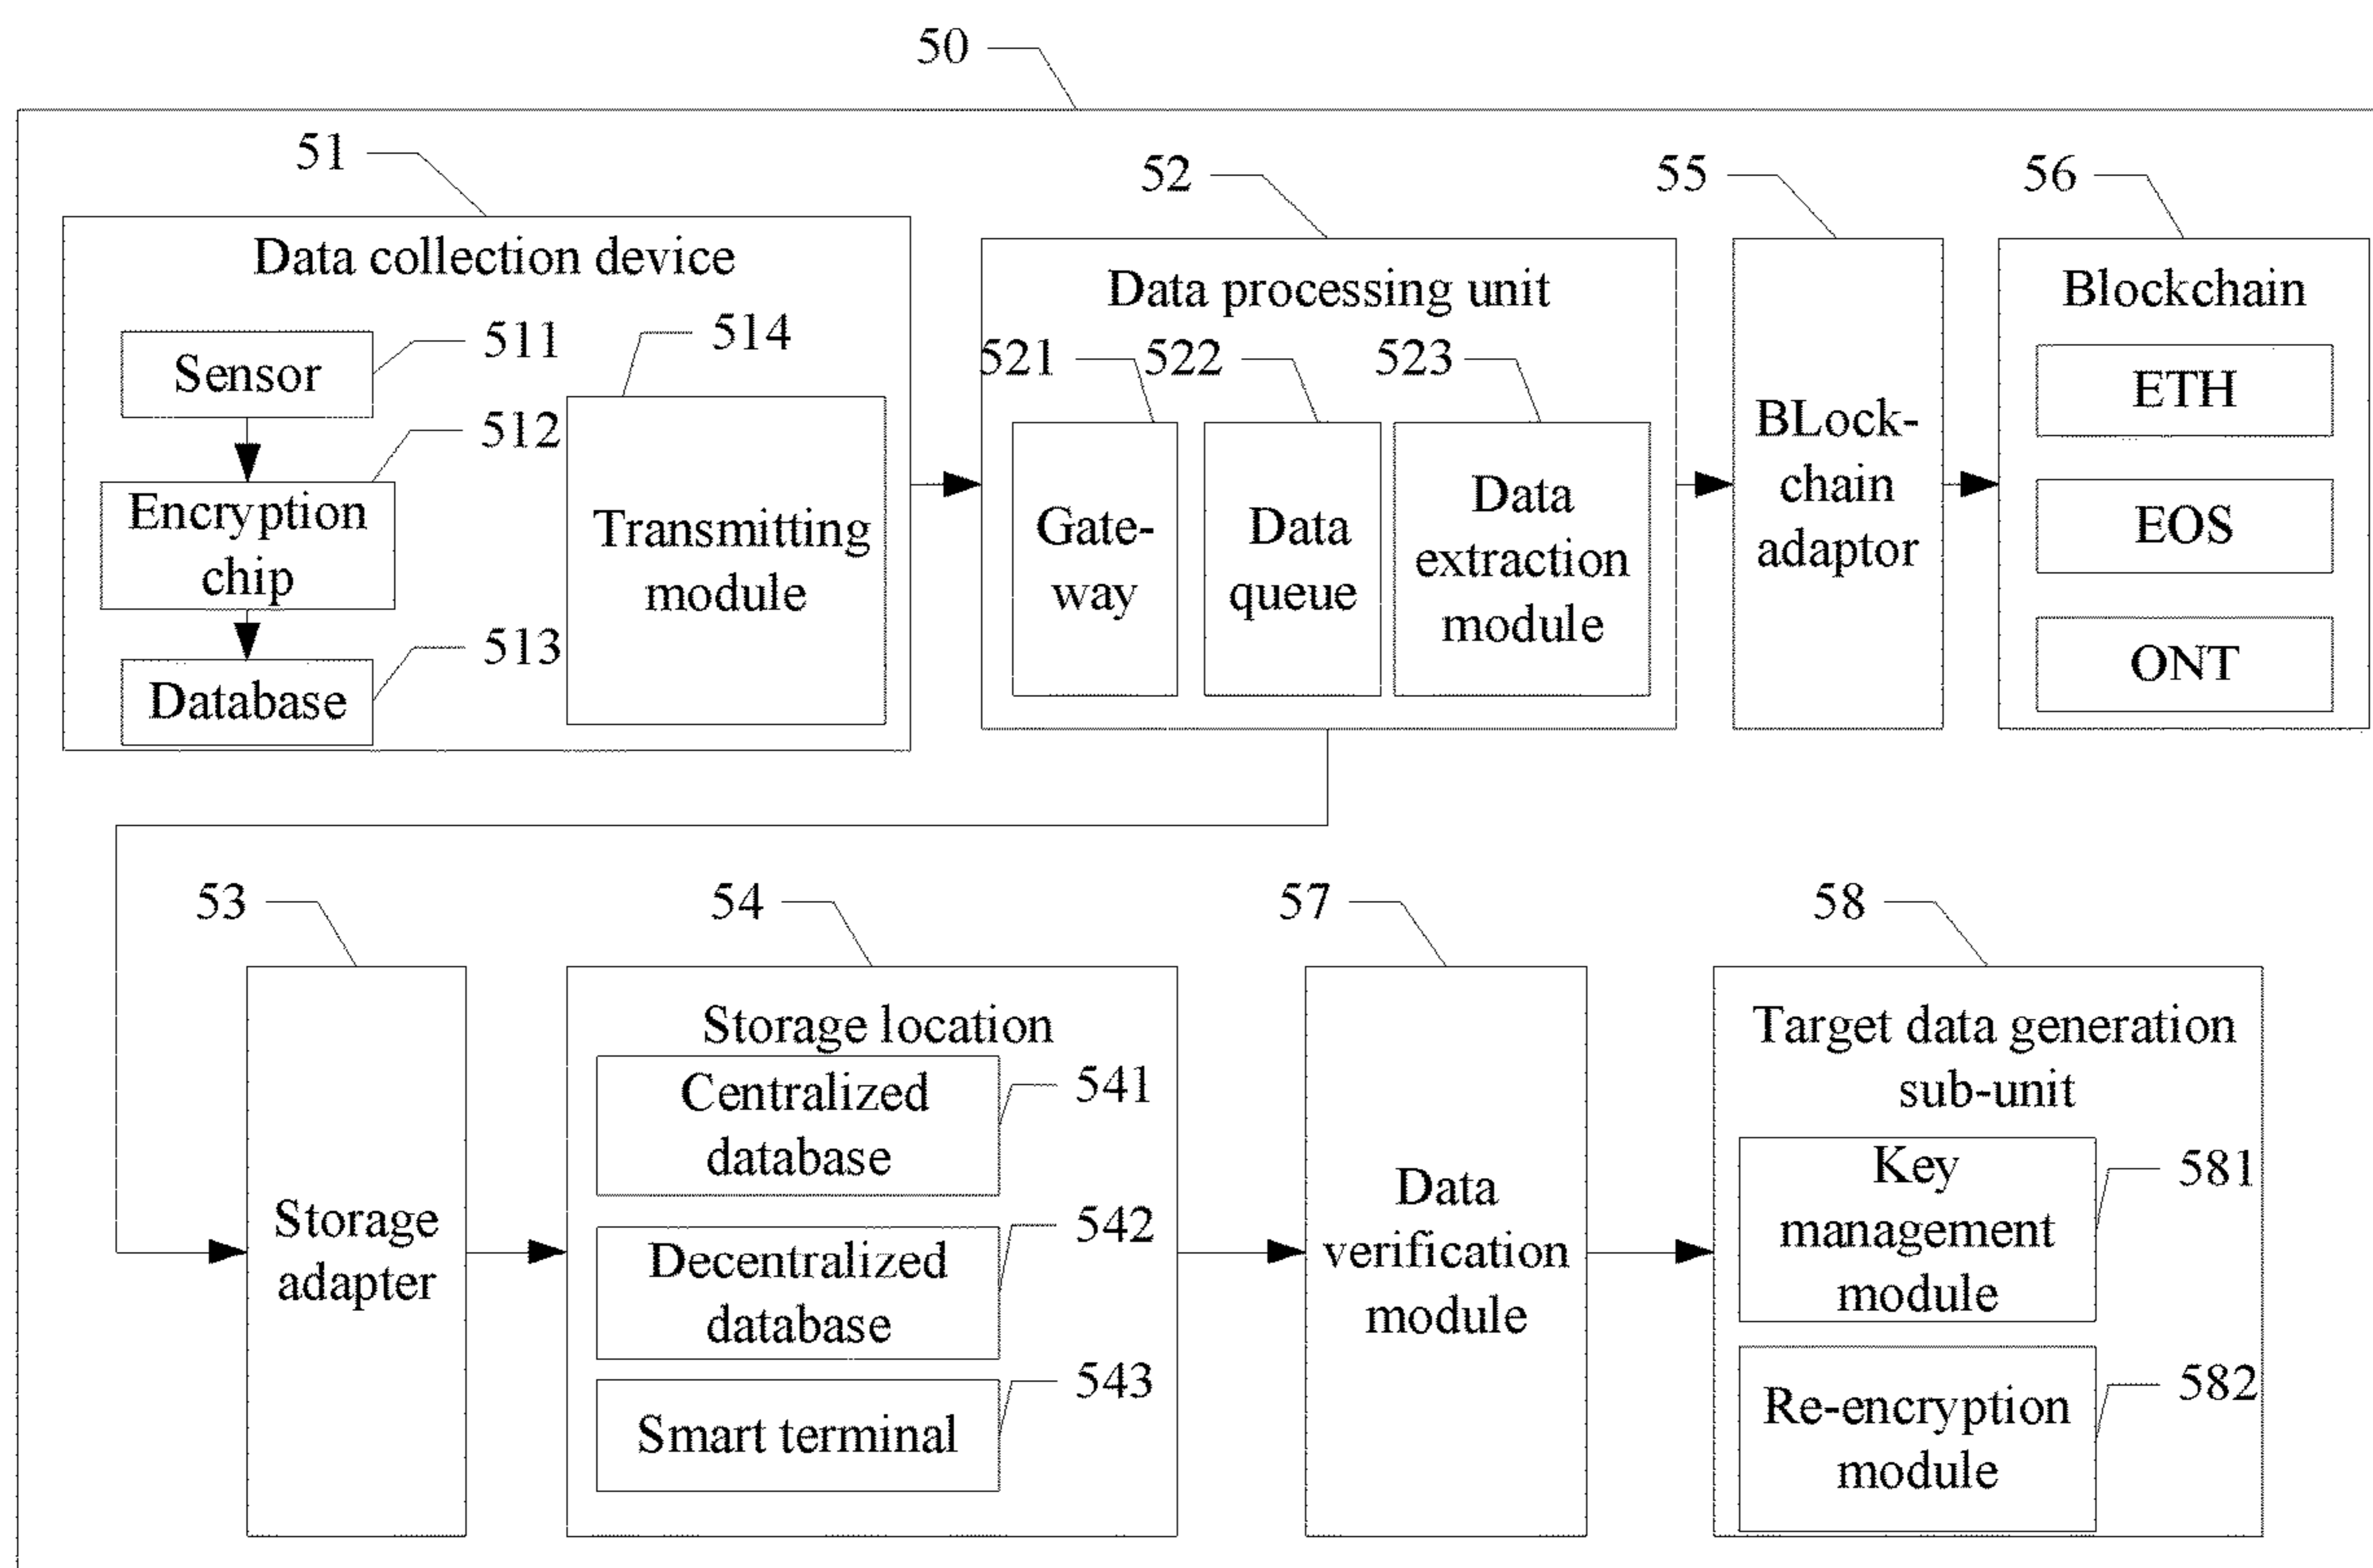 50
51
52
55
56
Data collection device
Data processing unit
Blockchain
Sensor
511
514
521
522
523
ETH
Encryption
chip
512
Transmitting
module
Gate-
way
Data
queue
Data
extraction
module
BLock-
chain
adaptor
EOS
Database
513
ONT
53
54
57
58
Storage
adapter
Storage location
Centralized
database
541
Decentralized
database
542
Smart terminal
543
Data
verification
module
Target data generation
sub-unit
Key
management
module
581
Re-encryption
module
582